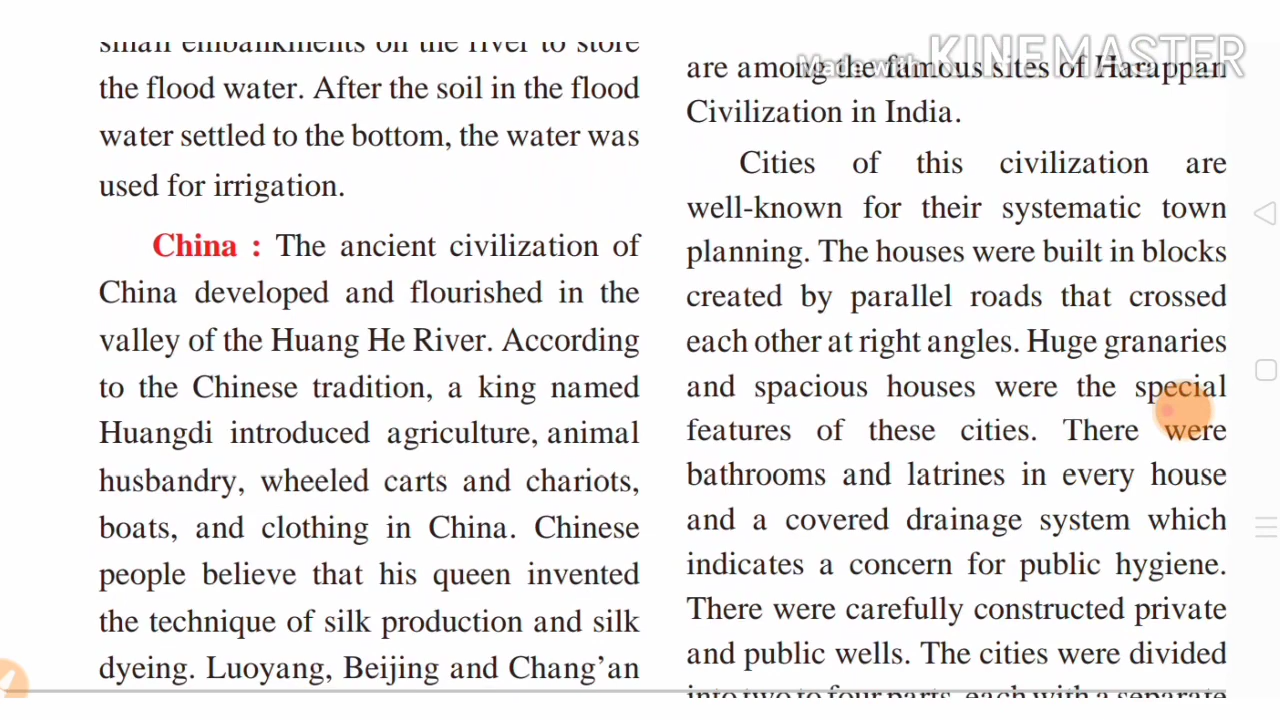 small embankments on the river to store
the flood water. After the soil in the flood
water settled to the bottom, the water was
used for irrigation.
China : The ancient civilization of
China developed and flourished in the
valley of the Huang He River. According
to the Chinese tradition, a king named
Huangdi introduced agriculture, animal
husbandry, wheeled carts and chariots,
boats, and clothing in China. Chinese
people believe that his queen invented
the technique of silk production and silk
dyeing. Luoyang, Beijing and Chang’an
Made with KINEMASTER
are among the famous sites of Harappan
Civilization in India.
Cities of this civilization are
well-known for their systematic town
planning. The houses were built in blocks
created by parallel roads that crossed
each other at right angles. Huge granaries
and spacious houses were the special
features of these cities. There were
bathrooms and latrines in every house
and a covered drainage system which
indicates a concern for public hygiene.
There were carefully constructed private
and public wells. The cities were divided
into two to four parts, each with a separate